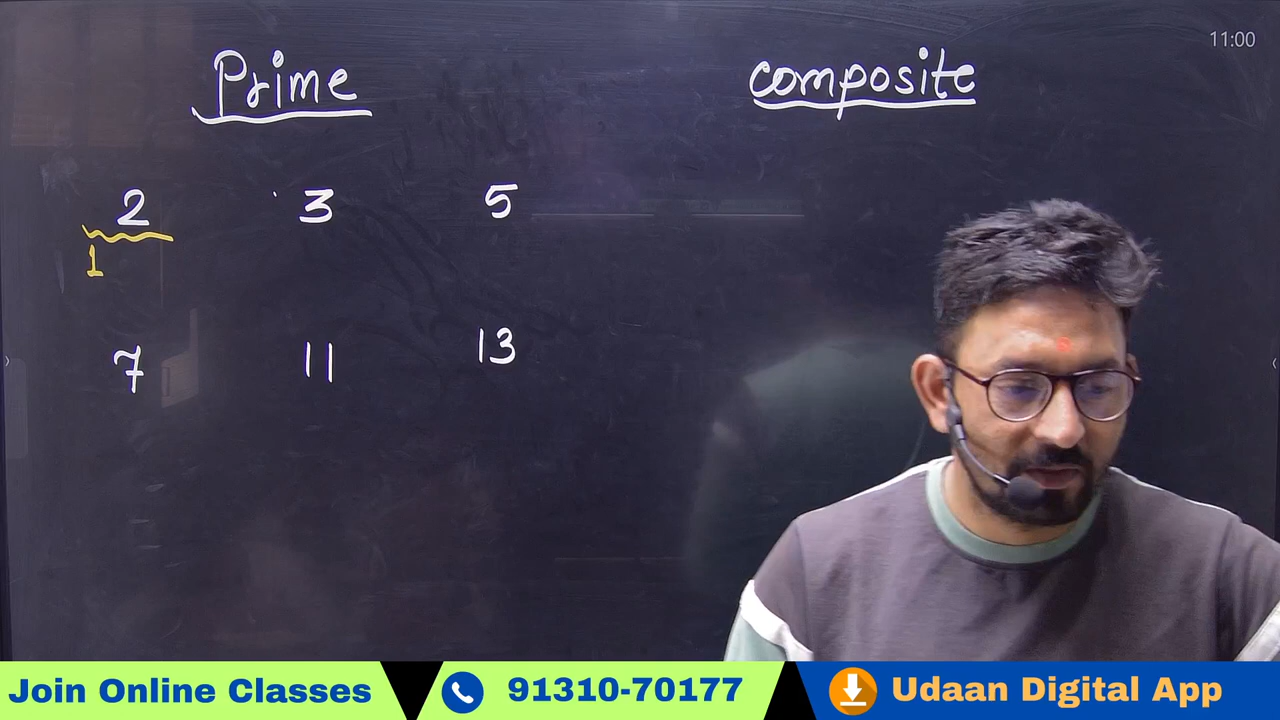 11:00
Prime composite
2 3 5
1
7 11 13
Join Online Classes 91310-70177 Udaan Digital App